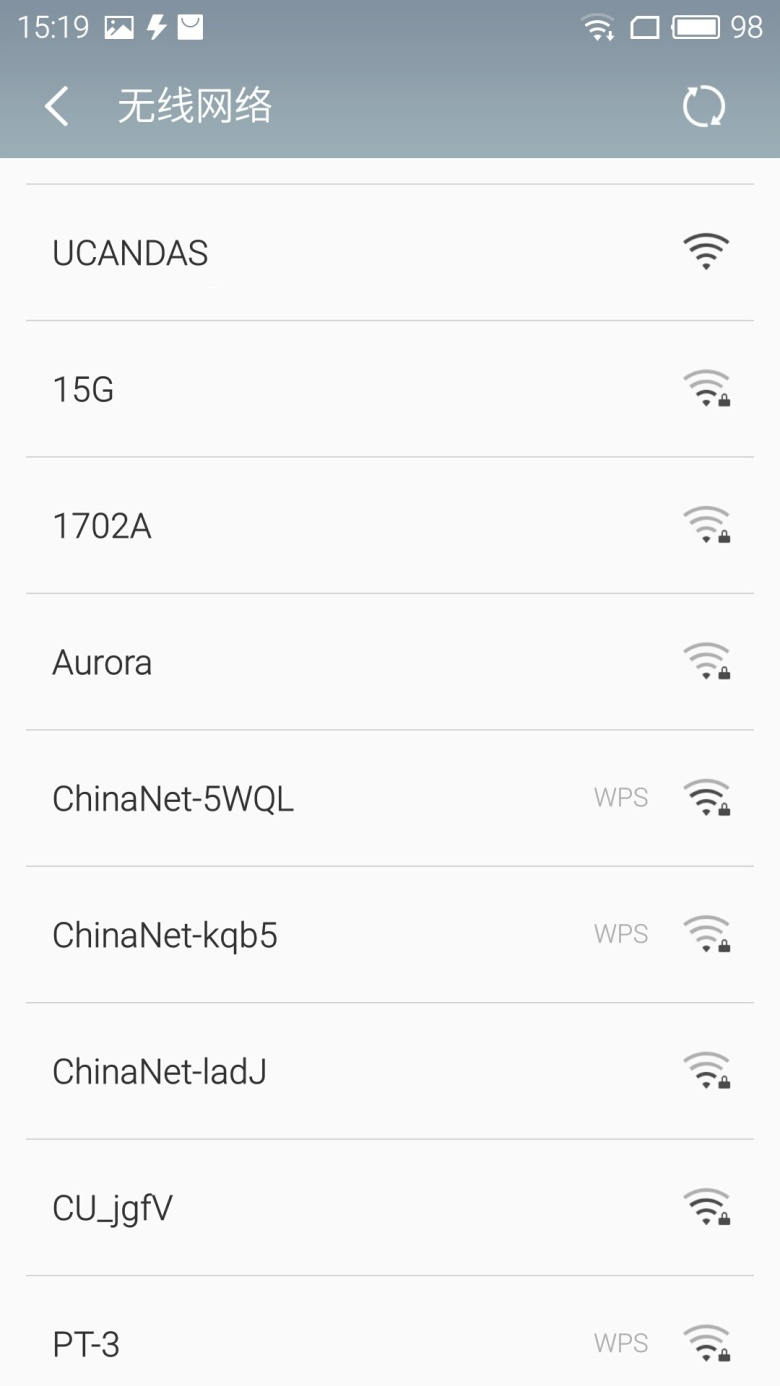 15:19 98
无线网络
UCANDAS
15G
1702A
Aurora
ChinaNet-5WQL WPS
ChinaNet-kqb5 WPS
ChinaNet-ladJ
CU_jgfV
PT-3 WPS